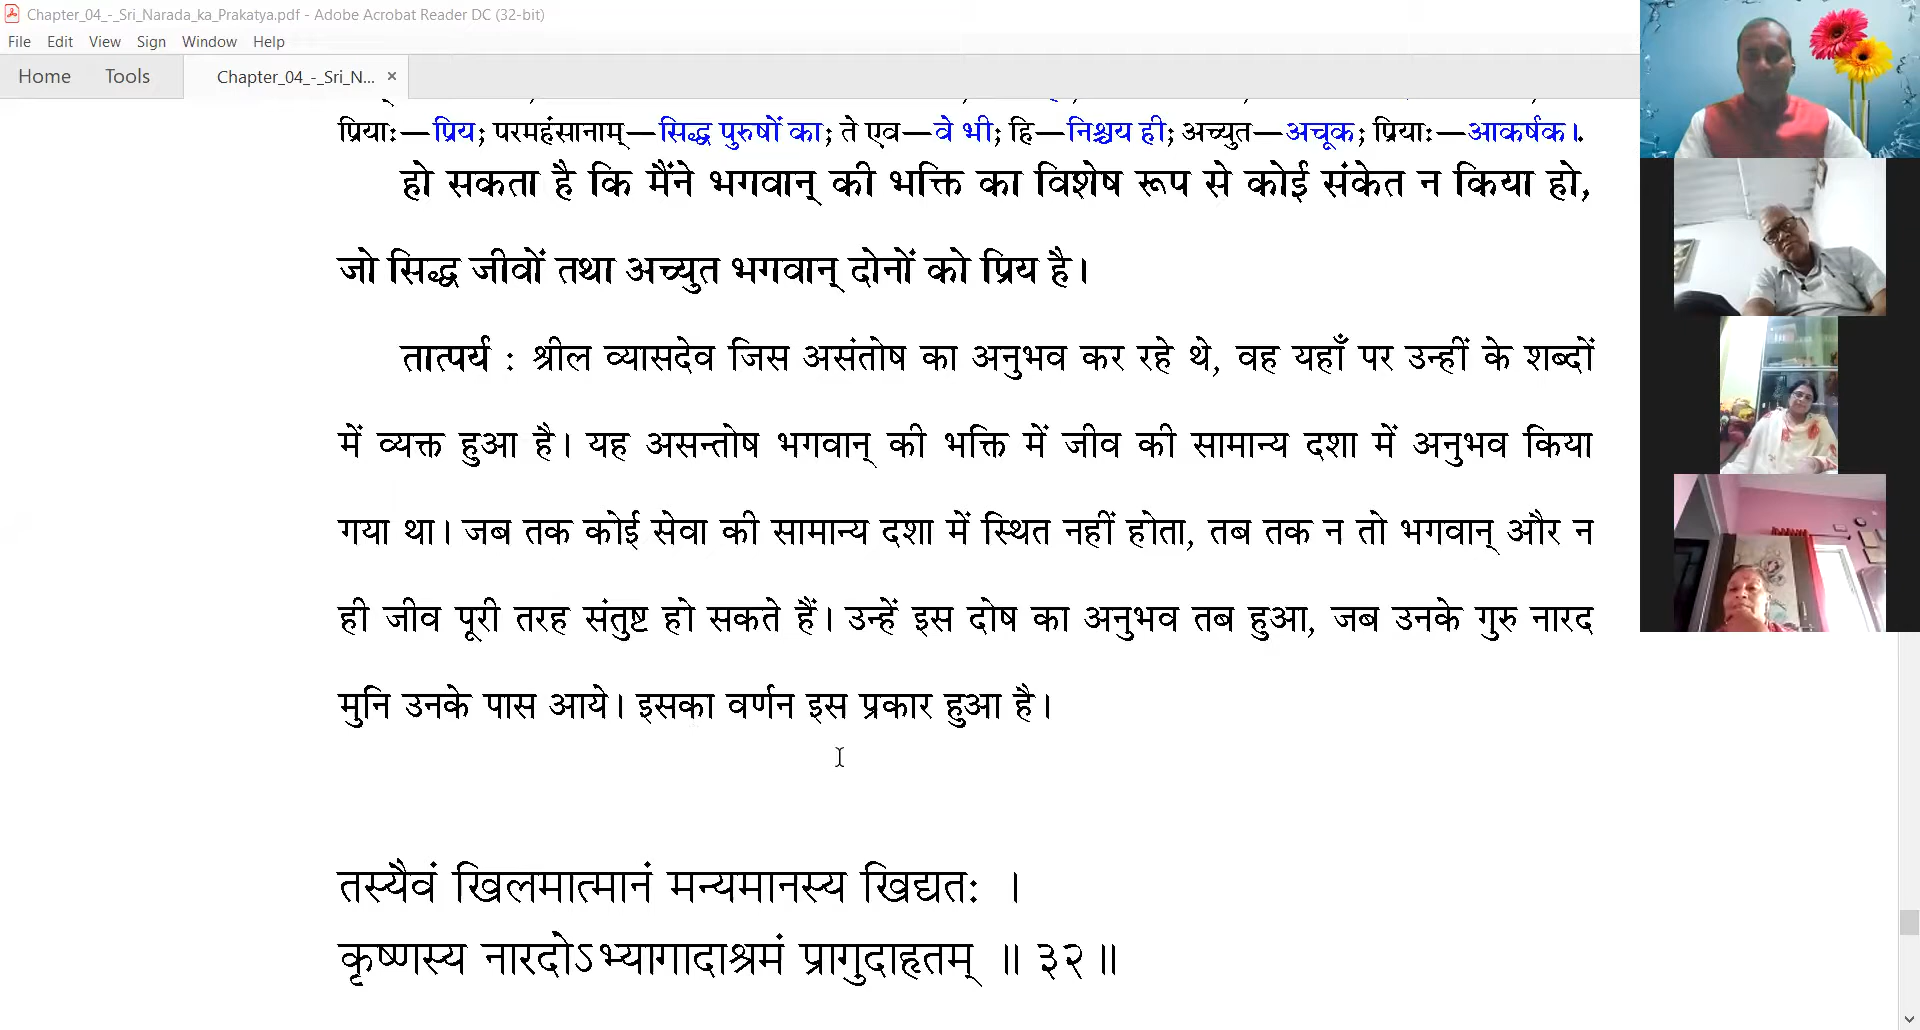 Chapter_04_-_Sri_Narada_ka_Prakatya.pdf - Adobe Acrobat Reader DC (32-bit)
File Edit View Sign Window Help
Home Tools Chapter_04_-_Sri_N... ×
प्रियाः—प्रिय; परमहंसानाम्—सिद्ध पुरुषों का; ते एव—वे भी; हि—निश्चय ही; अच्युत—अचूक; प्रियाः—आकर्षक।.
हो सकता है कि मैंने भगवान् की भक्ति का विशेष रूप से कोई संकेत न किया हो,
जो सिद्ध जीवों तथा अच्युत भगवान् दोनों को प्रिय है।
तात्पर्य : श्रील व्यासदेव जिस असंतोष का अनुभव कर रहे थे, वह यहाँ पर उन्हीं के शब्दों
में व्यक्त हुआ है। यह असन्तोष भगवान् की भक्ति में जीव की सामान्य दशा में अनुभव किया
गया था। जब तक कोई सेवा की सामान्य दशा में स्थित नहीं होता, तब तक न तो भगवान् और न
ही जीव पूरी तरह संतुष्ट हो सकते हैं। उन्हें इस दोष का अनुभव तब हुआ, जब उनके गुरु नारद
मुनि उनके पास आये। इसका वर्णन इस प्रकार हुआ है।
तस्यैवं खिलमात्मानं मन्यमानस्य खिद्यतः ।
कृष्णस्य नारदोऽभ्यागादाश्रमं प्रागुदाहृतम् ॥ ३२॥